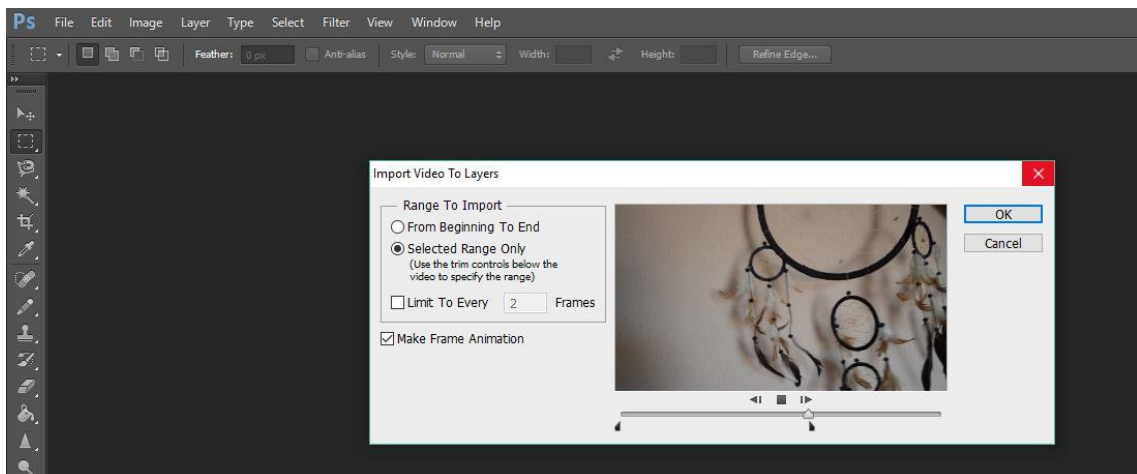 Ps File Edit Image Layer Type Select Filter View Window Help
Feather: 0 px Anti-alias Style: Normal Width: Height: Refine Edge...
Import Video To Layers
Range To Import
From Beginning To End
Selected Range Only
(Use the trim controls below the
video to specify the range)
Limit To Every 2 Frames
Make Frame Animation
OK
Cancel